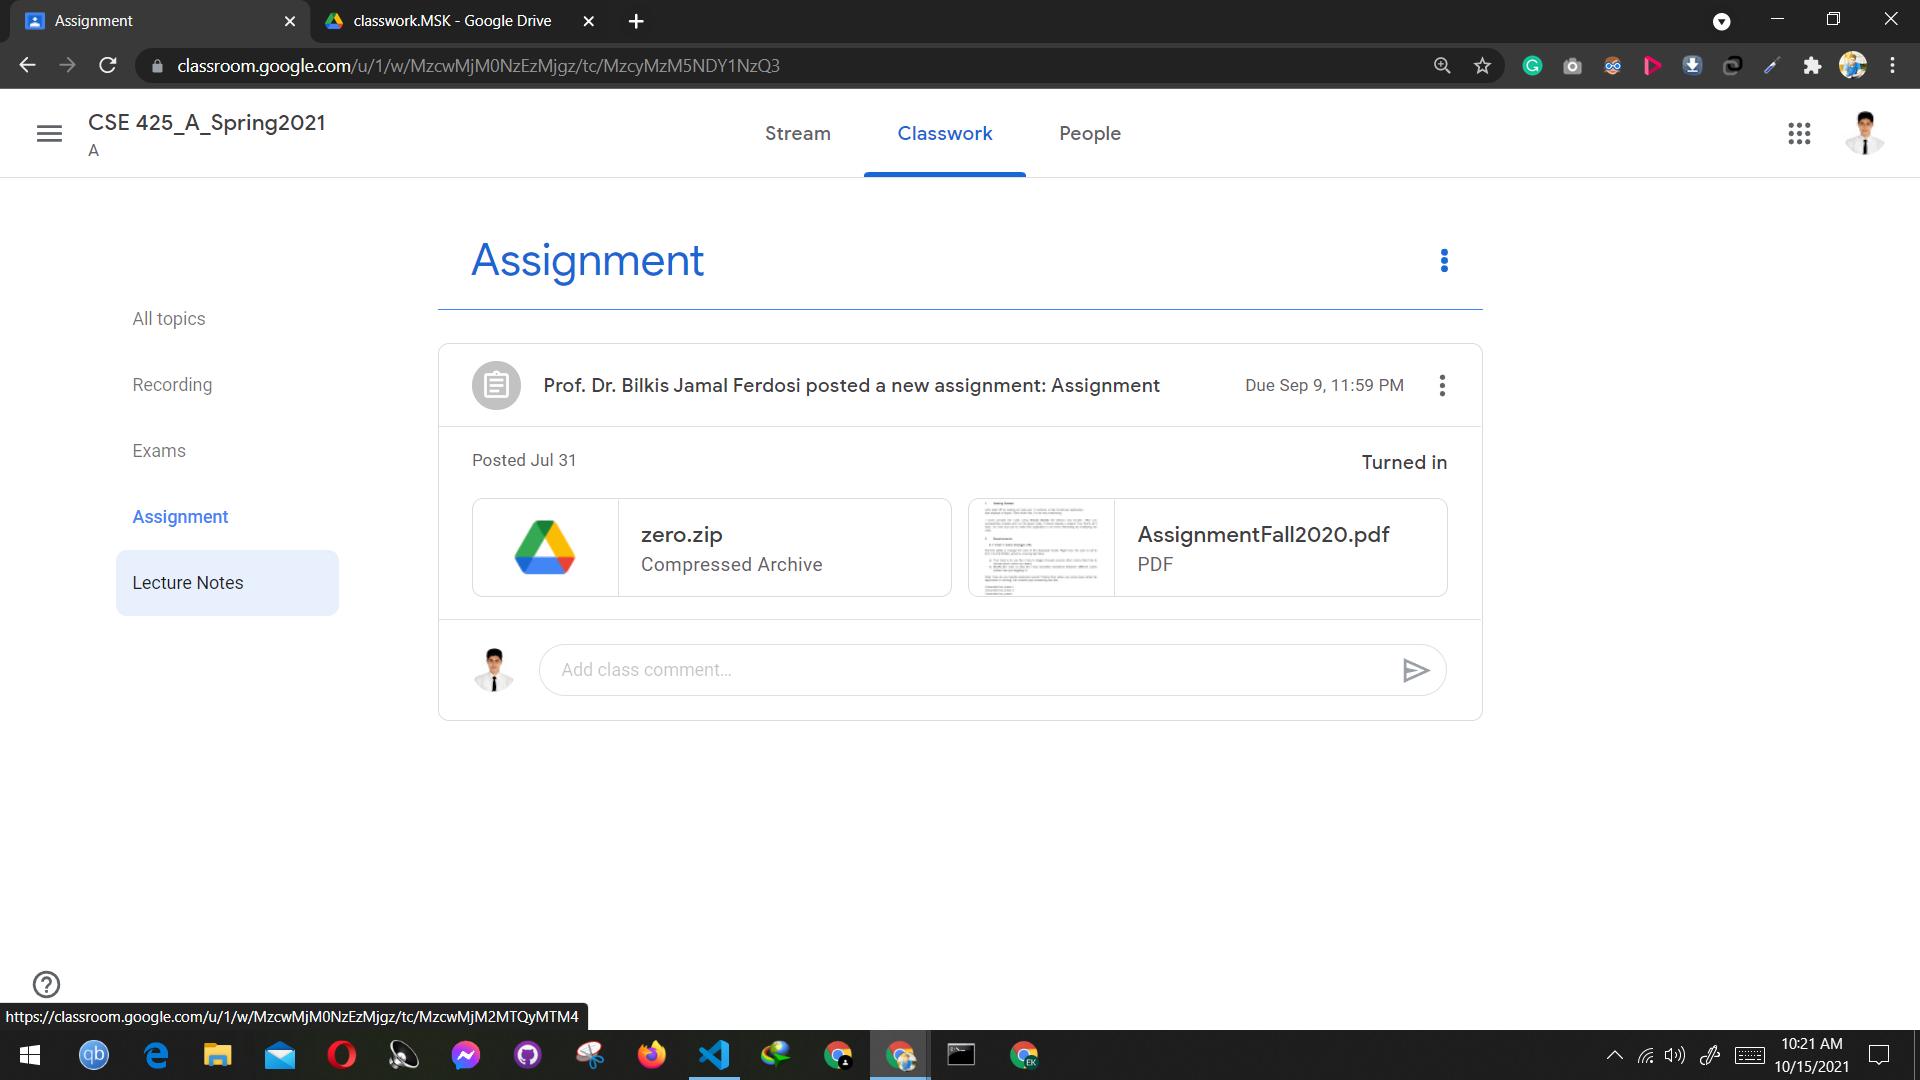 Assignment
classwork.MSK - Google Drive
classroom.google.com/u/1/w/MzcwMjM0NzEzMjgz/tc/MzcyMzM5NDY1NzQ3
CSE 425_A_Spring2021
A
Stream
Classwork
People
Assignment
All topics
Recording
Exams
Assignment
Lecture Notes
Prof. Dr. Bilkis Jamal Ferdosi posted a new assignment: Assignment
Due Sep 9, 11:59 PM
Posted Jul 31
Turned in
zero.zip
Compressed Archive
AssignmentFall2020.pdf
PDF
Add class comment...
https://classroom.google.com/u/1/w/MzcwMjM0NzEzMjgz/tc/MzcwMjM2MTQyMTM4
qb
EK
10:21 AM
10/15/2021